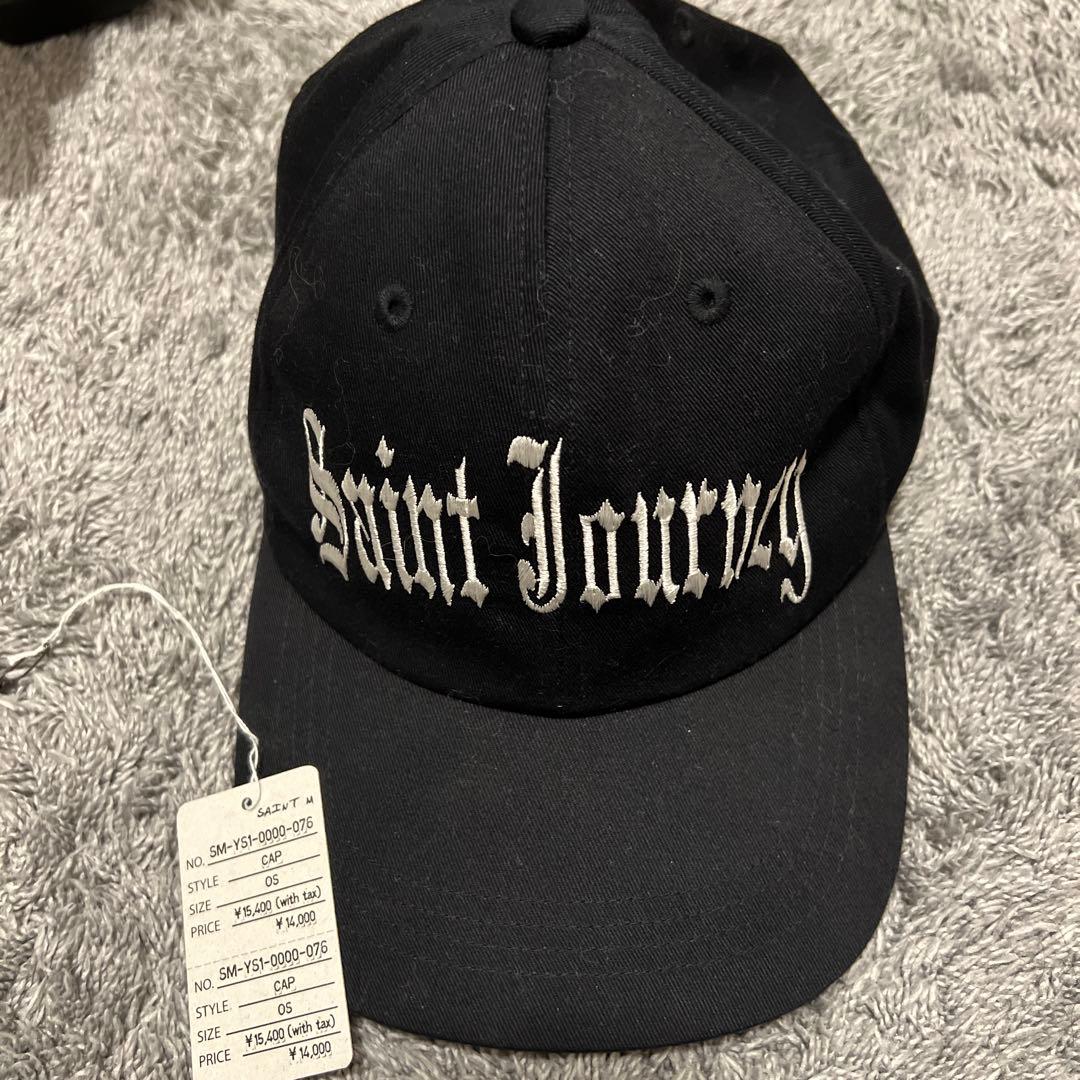 Saint Journey
SAINT M
NO. SM-YS1-0000-076
STYLE CAP
SIZE OS
PRICE ¥15,400 (with tax)
¥14,000
NO. SM-YS1-0000-076
STYLE CAP
SIZE OS
PRICE ¥15,400 (with tax)
¥14,000